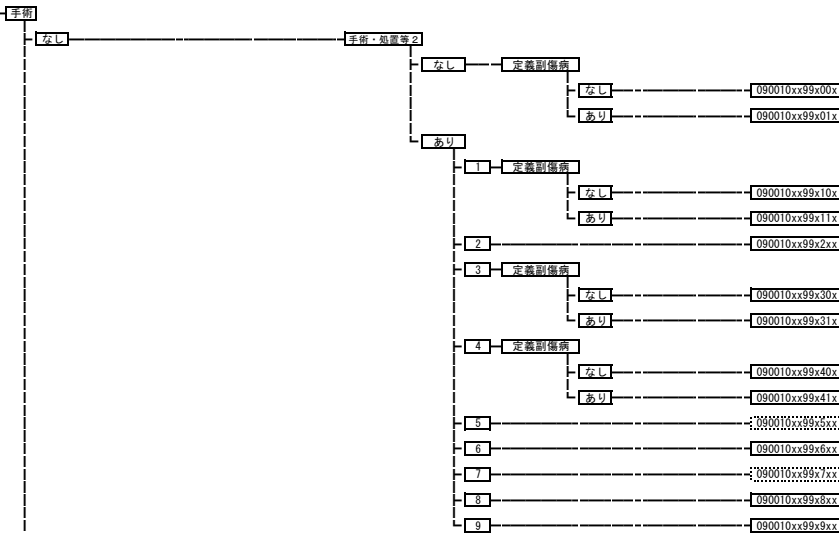 手術
なし 手術・処置等2
なし 定義副傷病
なし 090010xx99x00x
あり 090010xx99x01x
あり
1 定義副傷病
なし 090010xx99x10x
あり 090010xx99x11x
2 090010xx99x2xx
3 定義副傷病
なし 090010xx99x30x
あり 090010xx99x31x
4 定義副傷病
なし 090010xx99x40x
あり 090010xx99x41x
5 090010xx99x5xx
6 090010xx99x6xx
7 090010xx99x7xx
8 090010xx99x8xx
9 090010xx99x9xx